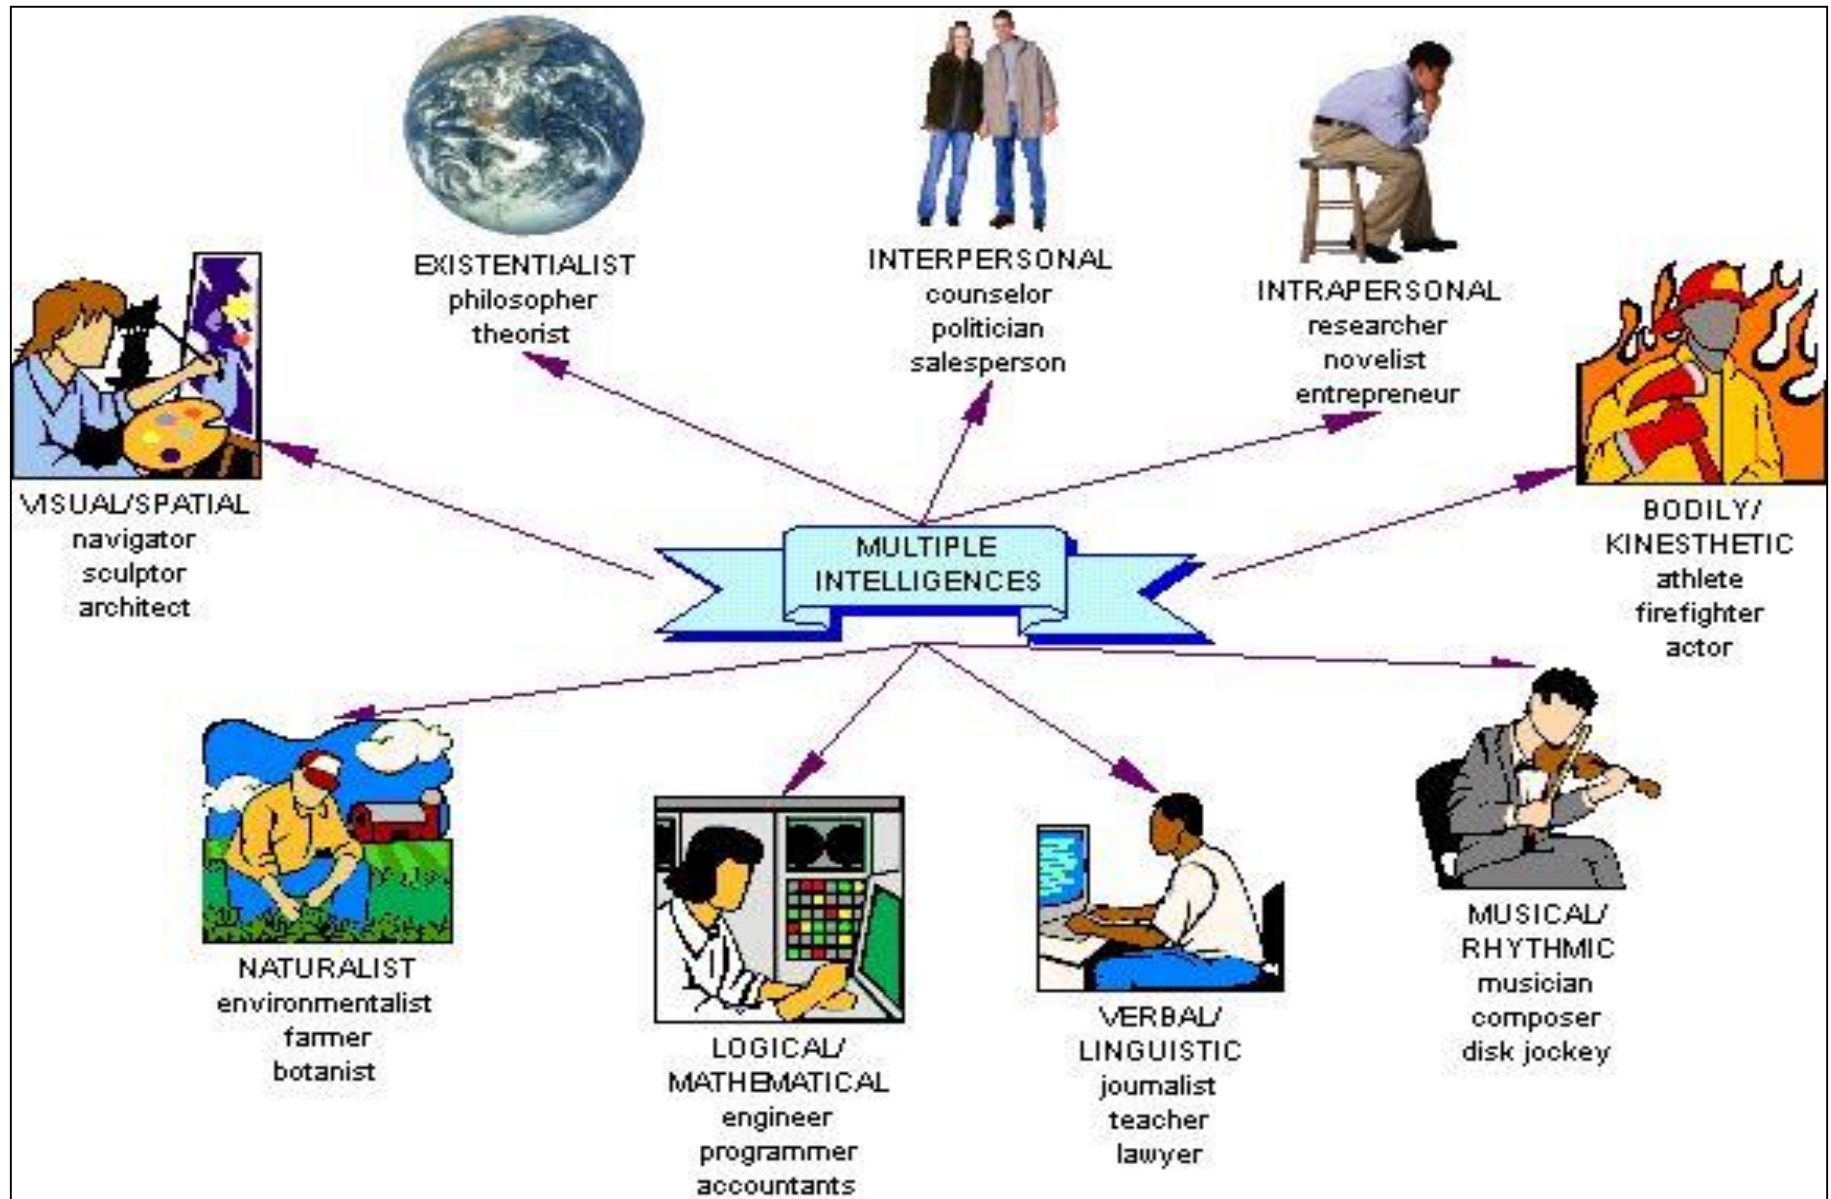 EXISTENTIALIST
philosopher
theorist
INTERPERSONAL
counselor
politician
salesperson
INTRAPERSONAL
researcher
novelist
entrepreneur
VISUAL/SPATIAL
navigator
sculptor
architect
MULTIPLE
INTELLIGENCES
BODILY/
KINESTHETIC
athlete
firefighter
actor
NATURALIST
environmentalist
farmer
botanist
LOGICAL/
MATHEMATICAL
engineer
programmer
accountants
VERBAL/
LINGUISTIC
journalist
teacher
lawyer
MUSICAL/
RHYTHMIC
musician
composer
disk jockey